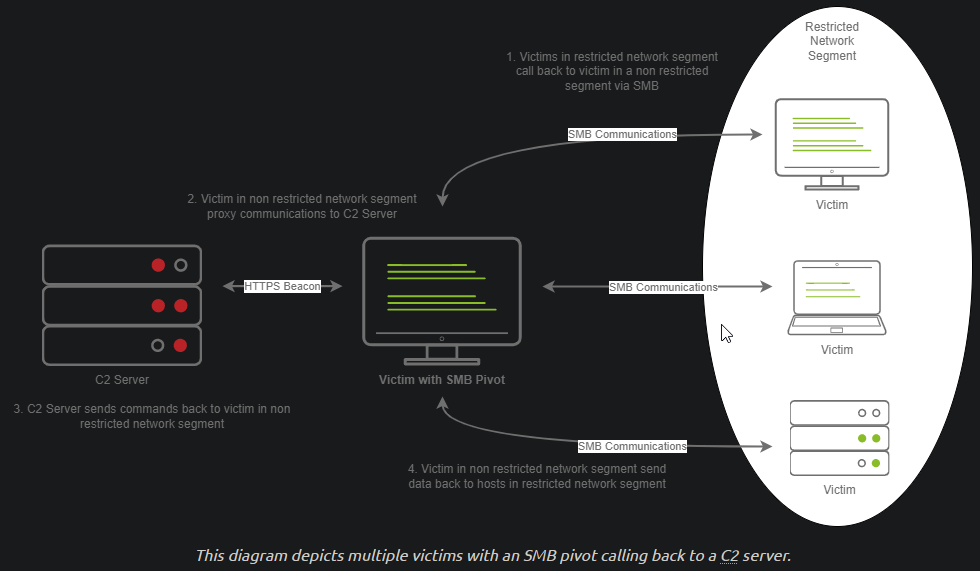 Restricted
Network
Segment
1. Victims in restricted network segment
call back to victim in a non restricted
segment via SMB
SMB Communications
Victim
2. Victim in non restricted network segment
proxy communications to C2 Server
HTTPS Beacon
SMB Communications
Victim
C2 Server
Victim with SMB Pivot
3. C2 Server sends commands back to victim in non
restricted network segment
SMB Communications
4. Victim in non restricted network segment send
data back to hosts in restricted network segment
Victim
This diagram depicts multiple victims with an SMB pivot calling back to a C2 server.